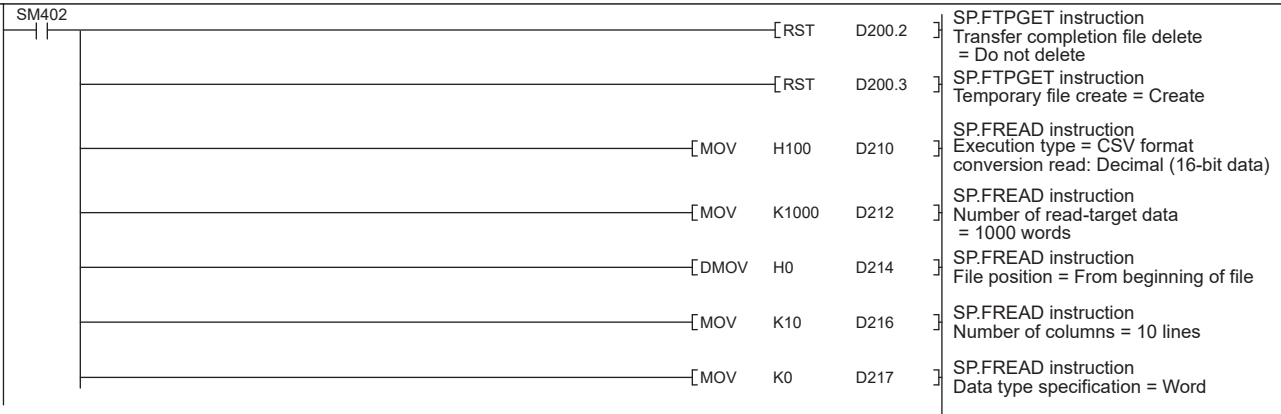 SM402
RST D200.2 SP.FTPGET instruction
Transfer completion file delete
= Do not delete
RST D200.3 SP.FTPGET instruction
Temporary file create = Create
SP.FREAD instruction
MOV H100 D210 Execution type = CSV format
conversion read: Decimal (16-bit data)
SP.FREAD instruction
MOV K1000 D212 Number of read-target data
= 1000 words
DMOV H0 D214 SP.FREAD instruction
File position = From beginning of file
MOV K10 D216 SP.FREAD instruction
Number of columns = 10 lines
MOV K0 D217 SP.FREAD instruction
Data type specification = Word